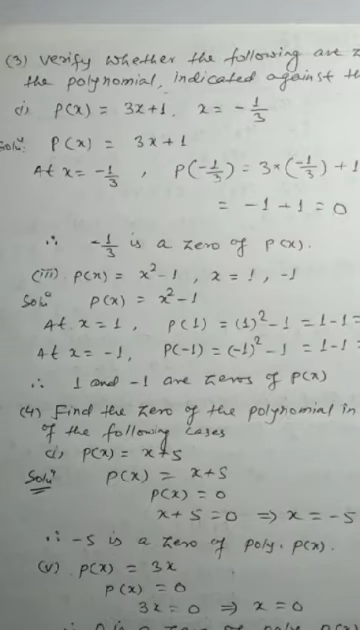 (3) Verify whether the following are
the polynomial, indicated against
(i) P(x) = 3x+1, x = -1/3
Soluⁿ: P(x) = 3x+1
At x = -1/3, P(-1/3) = 3×(-1/3)+1
= -1+1 = 0
∴ -1/3 is a zero of P(x).
(iii) P(x) = x²-1, x = 1, -1
Soluⁿ P(x) = x²-1
At x = 1, P(1) = (1)²-1 = 1-1 =
At x = -1, P(-1) = (-1)²-1 = 1-1 =
∴ 1 and -1 are zeros of P(x)
(4) Find the zero of the polynomial in
of the following cases
(i) P(x) = x+5
Soluⁿ P(x) = x+5
P(x) = 0
x+5 = 0 ⇒ x = -5
∴ -5 is a zero of poly. P(x).
(v) P(x) = 3x
P(x) = 0
3x = 0 ⇒ x = 0